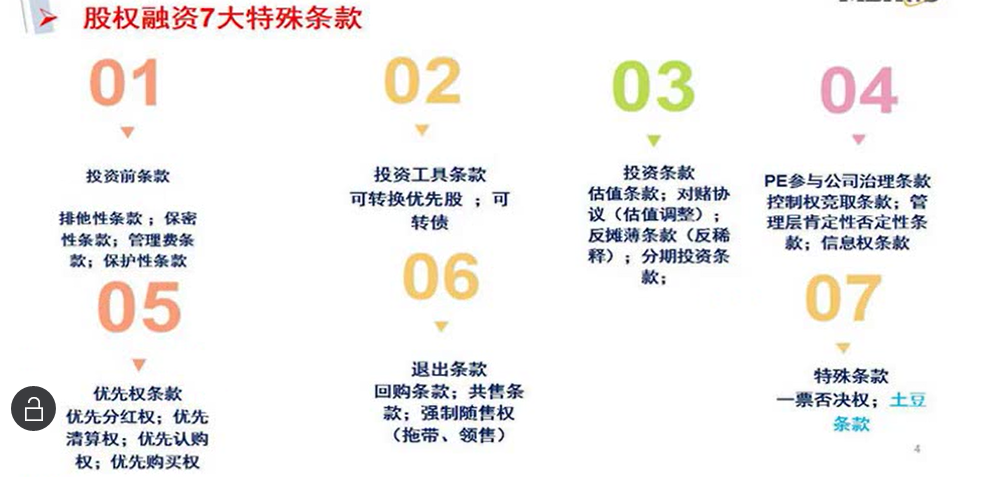 股权融资7大特殊条款
01
投资前条款
排他性条款 ；保密
性条款；管理费条
款；保护性条款
02
投资工具条款
可转换优先股 ；可
转债
03
投资条款
估值条款；对赌协
议（估值调整）；
反摊薄条款（反稀
释）；分期投资条
款；
04
PE参与公司治理条款
控制权竞取条款；管
理层肯定性否定性条
款；信息权条款
05
优先权条款
优先分红权；优先
清算权；优先认购
权；优先购买权
06
退出条款
回购条款；共售条
款；强制随售权
（拖带、领售）
07
特殊条款
一票否决权；土豆
条款
4